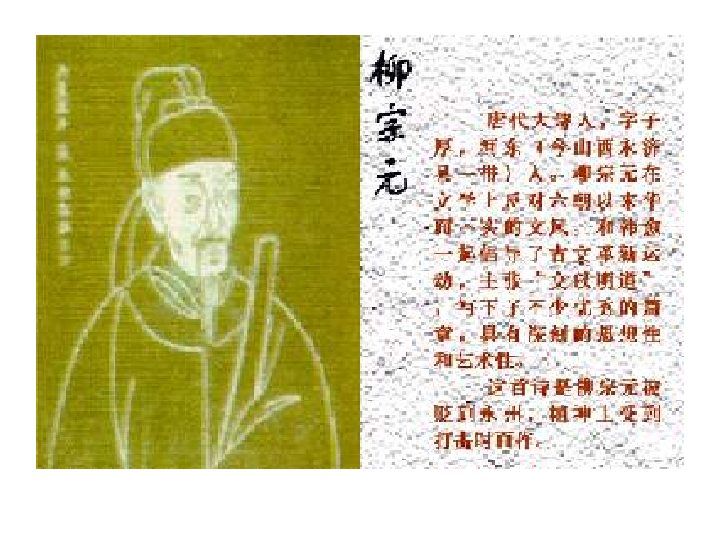 柳宗元
唐代大诗人，字子
厚，河东（今山西永济
县一带）人。柳宗元在
文学上反对六朝以来华
而不实的文风，和韩愈
一起倡导了古文革新运
动，主张“文以明道”
，写下了不少优秀的篇
章，具有深刻的思想性
和艺术性。
这首诗是柳宗元被
贬到永州，精神上受到
打击时而作。